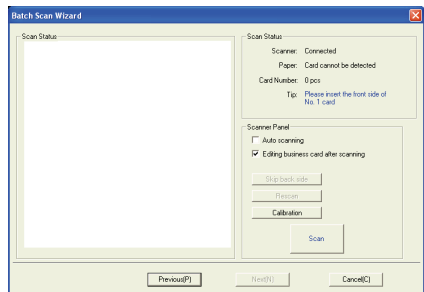 Batch Scan Wizard
Scan Status
Scan Status
Scanner: Connected
Paper: Card cannot be detected
Card Number: 0 pcs
Tip: Please insert the front side of
No. 1 card
Scanner Panel
Auto scanning
Editing business card after scanning
Skip back side
Rescan
Calibration
Scan
Previous(P)
Next(N)
Cancel(C)